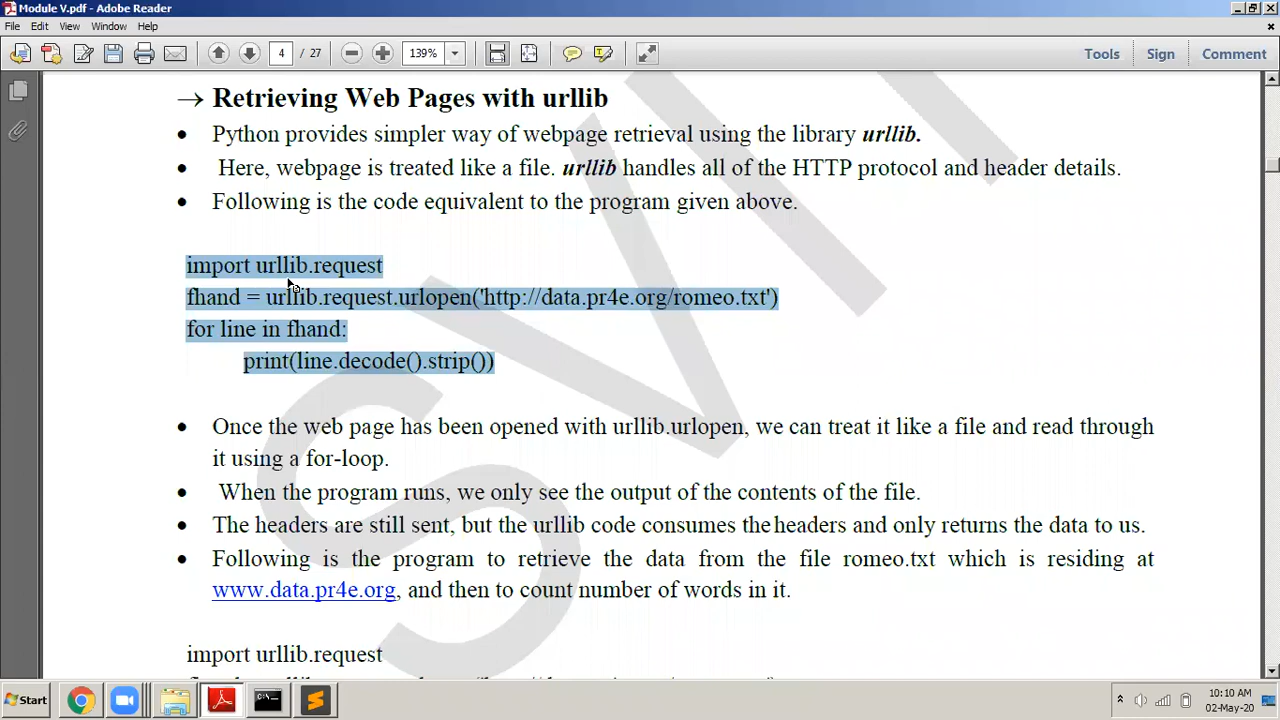 Module V.pdf - Adobe Reader
File Edit View Window Help
4 / 27 139% Tools Sign Comment
→ Retrieving Web Pages with urllib
• Python provides simpler way of webpage retrieval using the library urllib.
• Here, webpage is treated like a file. urllib handles all of the HTTP protocol and header details.
• Following is the code equivalent to the program given above.
import urllib.request
fhand = urllib.request.urlopen('http://data.pr4e.org/romeo.txt')
for line in fhand:
print(line.decode().strip())
• Once the web page has been opened with urllib.urlopen, we can treat it like a file and read through
it using a for-loop.
• When the program runs, we only see the output of the contents of the file.
• The headers are still sent, but the urllib code consumes the headers and only returns the data to us.
• Following is the program to retrieve the data from the file romeo.txt which is residing at
www.data.pr4e.org, and then to count number of words in it.
import urllib.request
SVIT
Start
10:10 AM
02-May-20